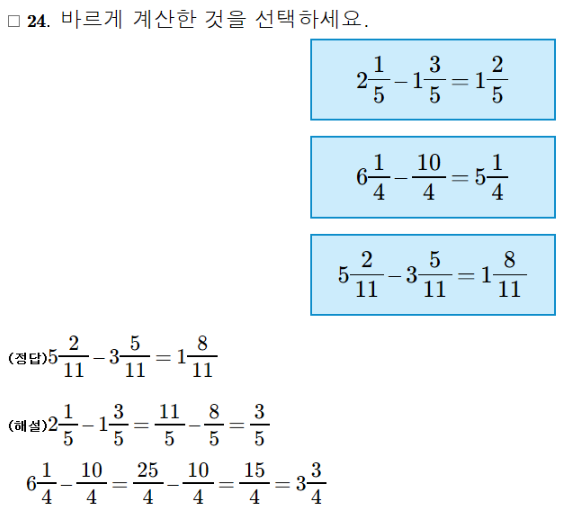 □ 24. 바르게 계산한 것을 선택하세요.
2 1/5 − 1 3/5 = 1 2/5
6 1/4 − 10/4 = 5 1/4
5 2/11 − 3 5/11 = 1 8/11
(정답)5 2/11 − 3 5/11 = 1 8/11
(해설)2 1/5 − 1 3/5 = 11/5 − 8/5 = 3/5
6 1/4 − 10/4 = 25/4 − 10/4 = 15/4 = 3 3/4